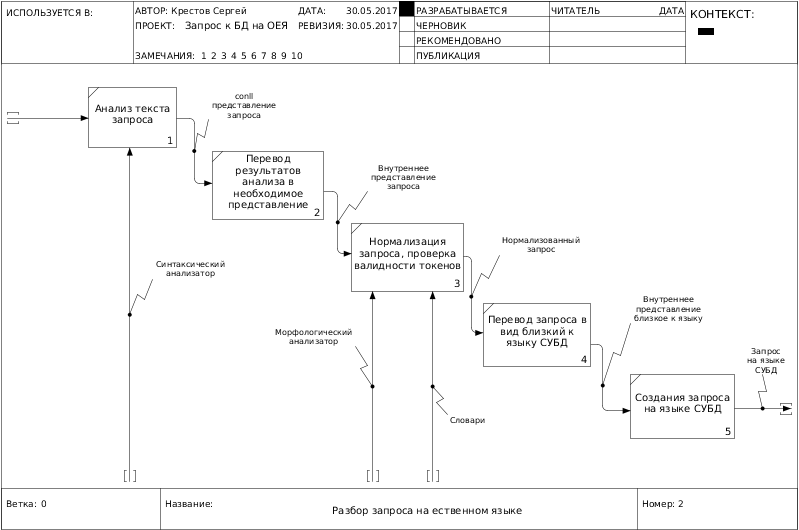 ИСПОЛЬЗУЕТСЯ В:
АВТОР: Крестов Сергей
ДАТА: 30.05.2017
ПРОЕКТ: Запрос к БД на ОЕЯ
РЕВИЗИЯ: 30.05.2017
ЗАМЕЧАНИЯ: 1 2 3 4 5 6 7 8 9 10
РАЗРАБАТЫВАЕТСЯ
ЧЕРНОВИК
РЕКОМЕНДОВАНО
ПУБЛИКАЦИЯ
ЧИТАТЕЛЬ
ДАТА
КОНТЕКСТ:
Анализ текста
запроса
1
conll
представление
запроса
Перевод
результатов
анализа в
необходимое
представление
2
Внутреннее
представление
запроса
Нормализация
запроса, проверка
валидности токенов
3
Нормализованный
запрос
Синтаксический
анализатор
Перевод запроса в
вид близкий к
языку СУБД
4
Внутреннее
представление
близкое к языку
Морфологический
анализатор
Запрос
на языке
СУБД
Создания запроса
на языке СУБД
5
Словари
Ветка: 0
Название:
Разбор запроса на ественном языке
Номер: 2